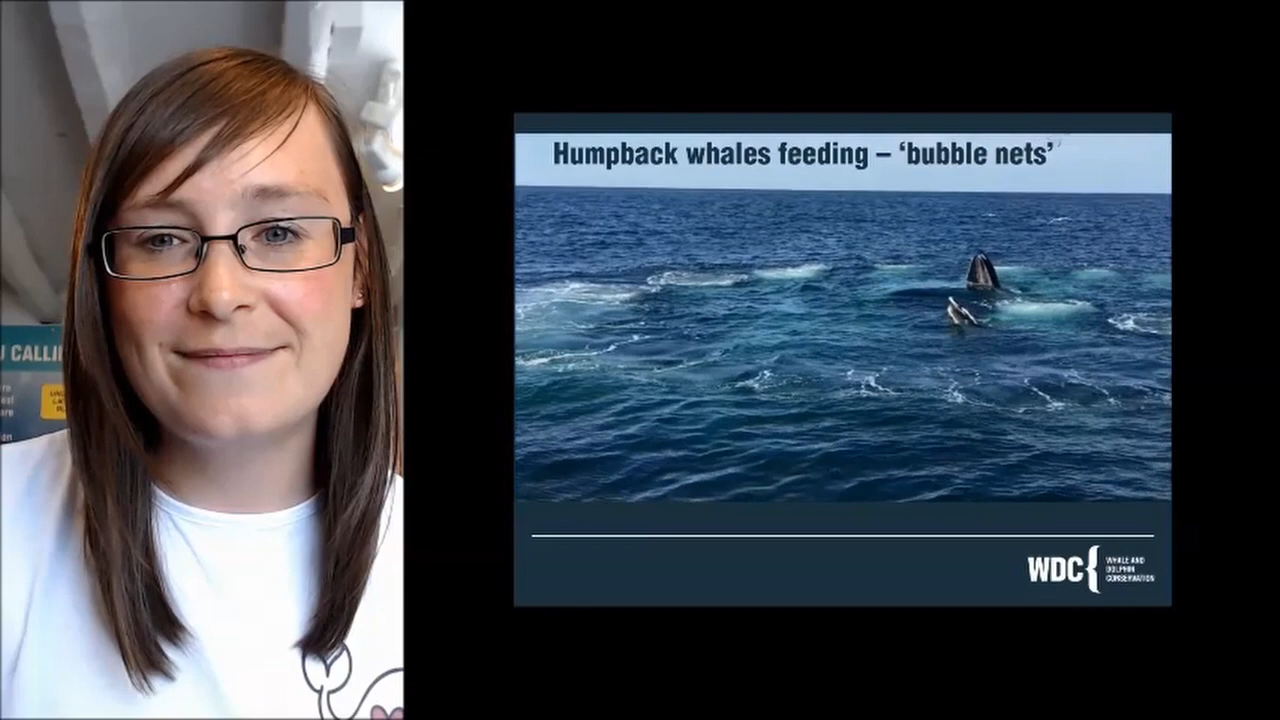 Humpback whales feeding – ‘bubble nets’
WDC
WHALE AND
DOLPHIN
CONSERVATION